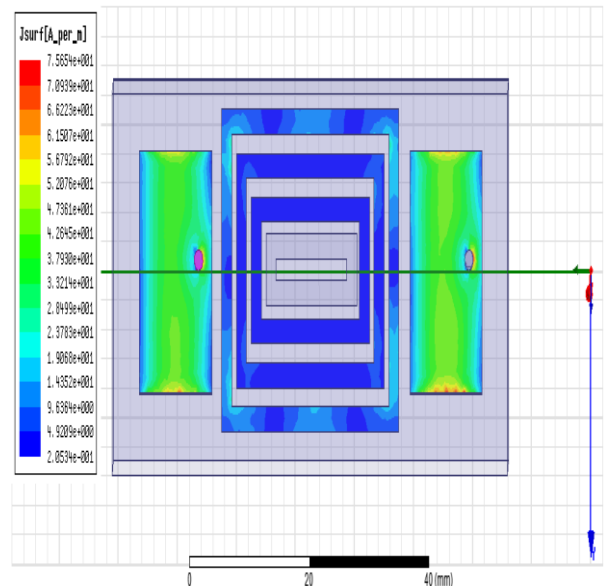 Jsurf[A_per_m]
7.5654e+001
7.0939e+001
6.6223e+001
6.1507e+001
5.6792e+001
5.2076e+001
4.7361e+001
4.2645e+001
3.7930e+001
3.3214e+001
2.8499e+001
2.3783e+001
1.9068e+001
1.4352e+001
9.6364e+000
4.9209e+000
2.0534e-001
Y
0 20 40 (mm)